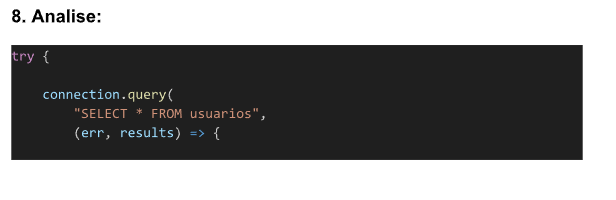 8. Analise:
try {
connection.query(
"SELECT * FROM usuarios",
(err, results) => {